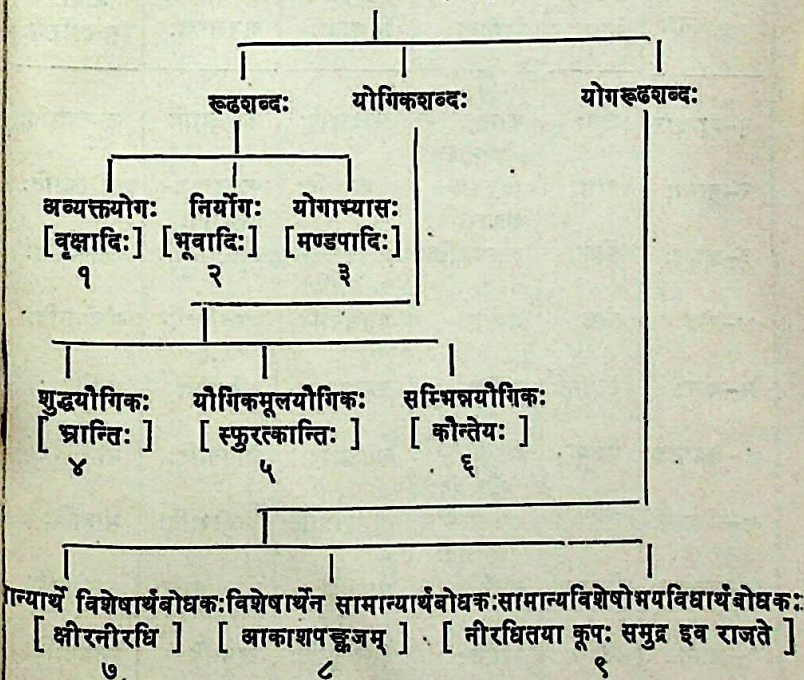 रूढशब्दः योगिकशब्दः योगरूढशब्दः
अव्यक्तयोगः निर्योगः योगाभ्यासः
[वृक्षादिः] [भूवादिः] [मण्डपादिः]
१ २ ३
शुद्धयौगिकः यौगिकमूलयौगिकः सम्भिन्नयौगिकः
[ भ्रान्तिः ] [ स्फुरत्कान्तिः ] [ कौन्तेयः ]
४ ५ ६
विशेषार्थबोधकः विशेषार्थेन सामान्यार्थबोधकः सामान्यविशेषोभयविधार्थबोधकः
[ क्षीरनीरधि ] [ आकाशपङ्कजम् ] [ नीरधितया कूपः समुद्र इव राजते ]
७ ८ ९